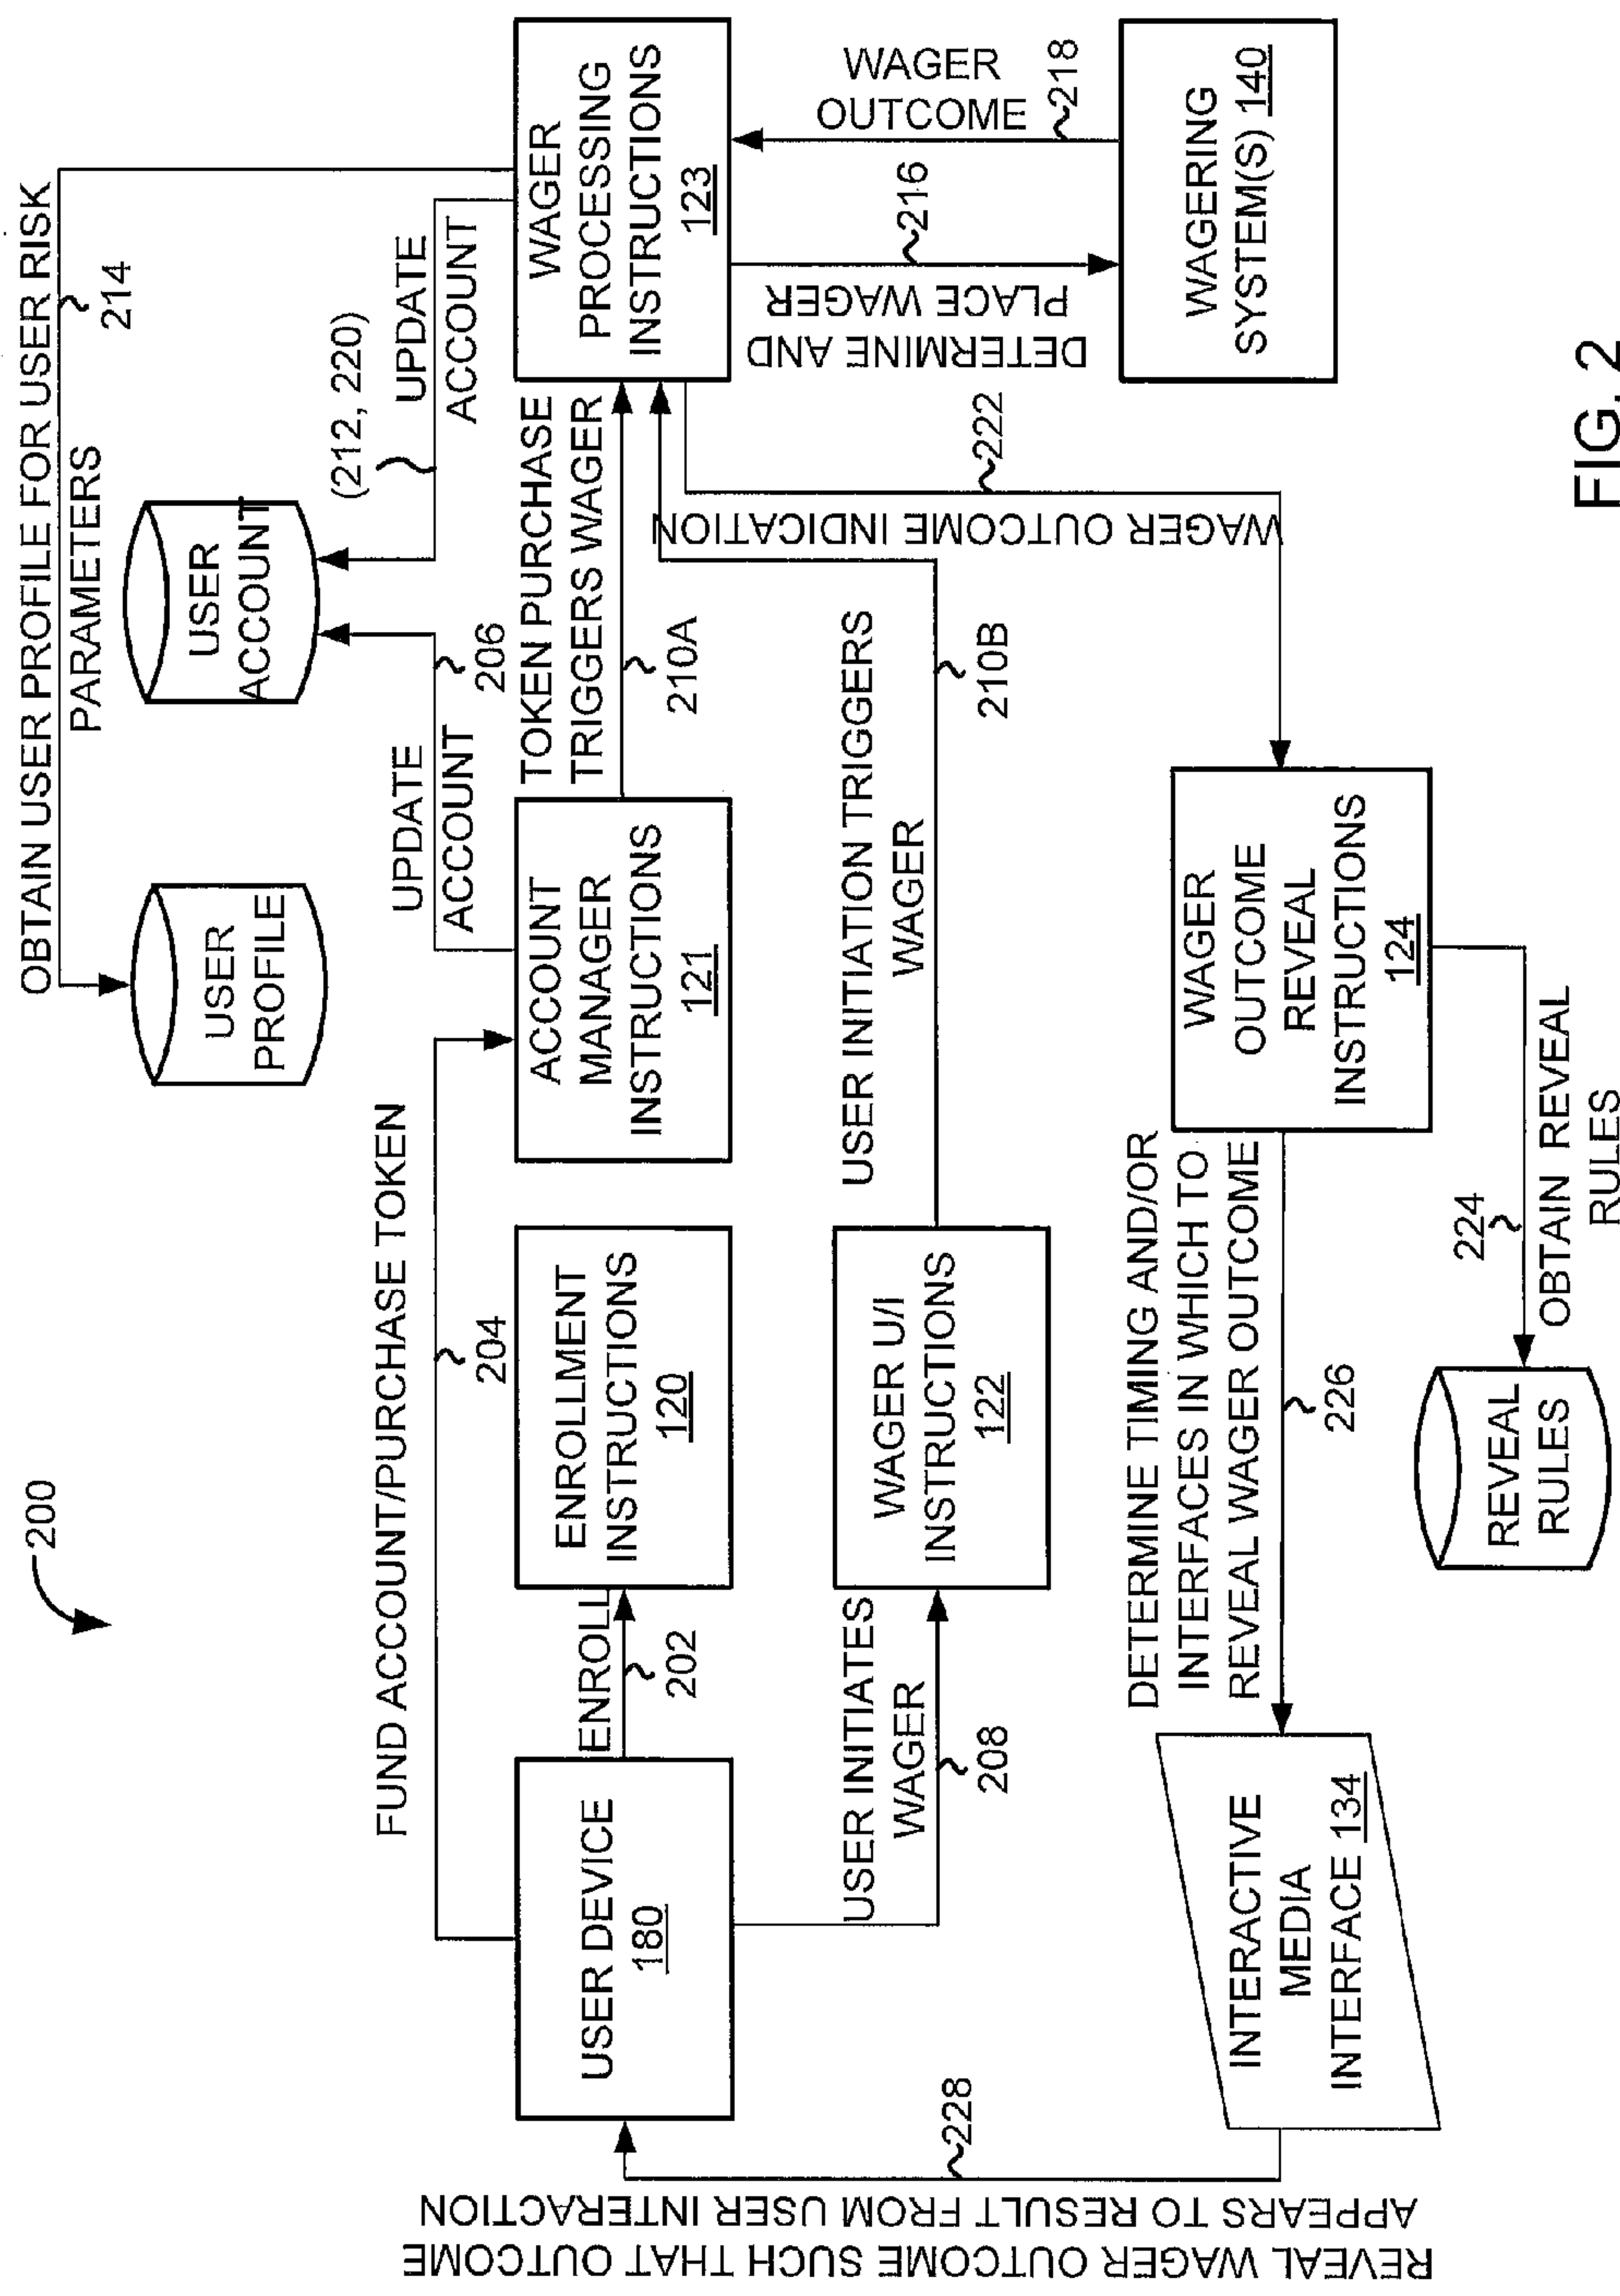 200
OBTAIN USER PROFILE FOR USER RISK
PARAMETERS
214
USER
PROFILE
USER
ACCOUNT
(212, 220)
UPDATE
ACCOUNT
UPDATE
ACCOUNT
206
FUND ACCOUNT/PURCHASE TOKEN
204
USER DEVICE
180
ENROLL
202
ENROLLMENT
INSTRUCTIONS
120
ACCOUNT
MANAGER
INSTRUCTIONS
121
TOKEN PURCHASE
TRIGGERS WAGER
210A
WAGER
PROCESSING
INSTRUCTIONS
123
USER INITIATES
WAGER
208
WAGER U/I
INSTRUCTIONS
122
USER INITIATION TRIGGERS
WAGER
210B
DETERMINE AND
PLACE WAGER
216
WAGER
OUTCOME
218
WAGERING
SYSTEM(S) 140
WAGER OUTCOME INDICATION
222
WAGER
OUTCOME
REVEAL
INSTRUCTIONS
124
DETERMINE TIMING AND/OR
INTERFACES IN WHICH TO
REVEAL WAGER OUTCOME
226
224
OBTAIN REVEAL
RULES
REVEAL
RULES
INTERACTIVE
MEDIA
INTERFACE 134
228
REVEAL WAGER OUTCOME SUCH THAT OUTCOME
APPEARS TO RESULT FROM USER INTERACTION
FIG. 2